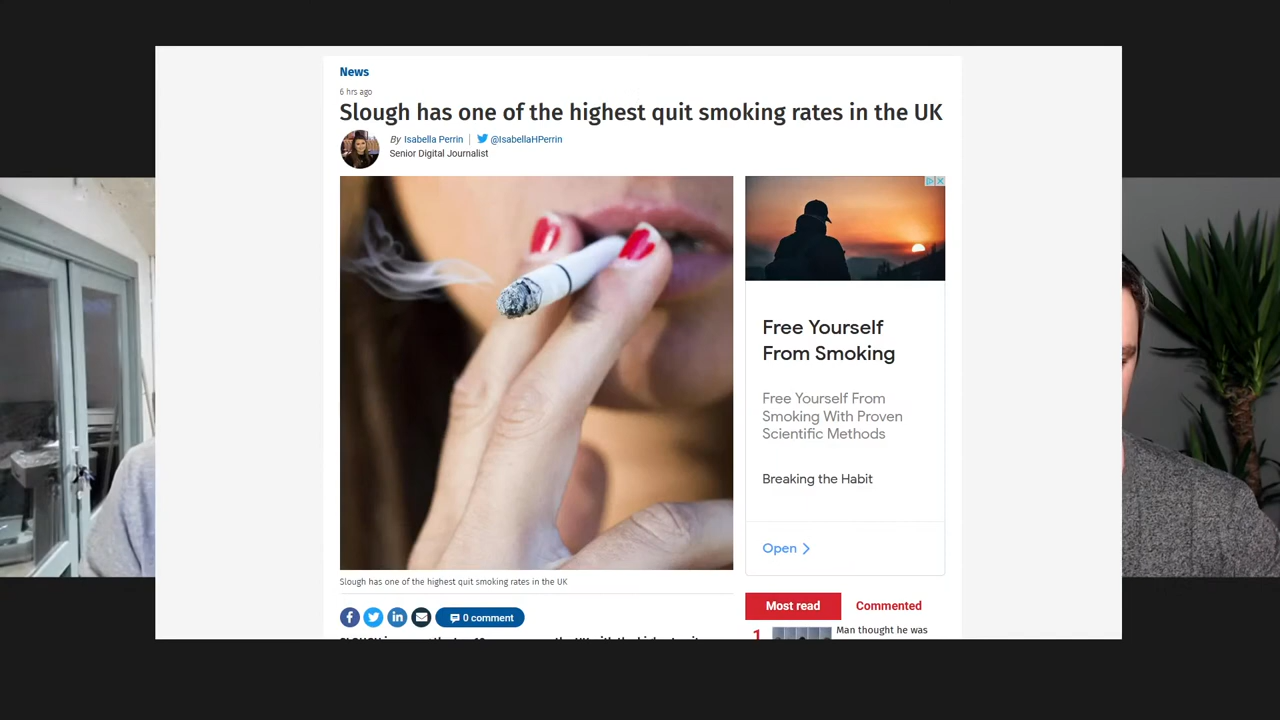 News
6 hrs ago
Slough has one of the highest quit smoking rates in the UK
By Isabella Perrin | @IsabellaHPerrin
Senior Digital Journalist
Free Yourself
From Smoking
Free Yourself From
Smoking With Proven
Scientific Methods
Breaking the Habit
Open
Slough has one of the highest quit smoking rates in the UK
0 comment
Most read
Commented
1
Man thought he was